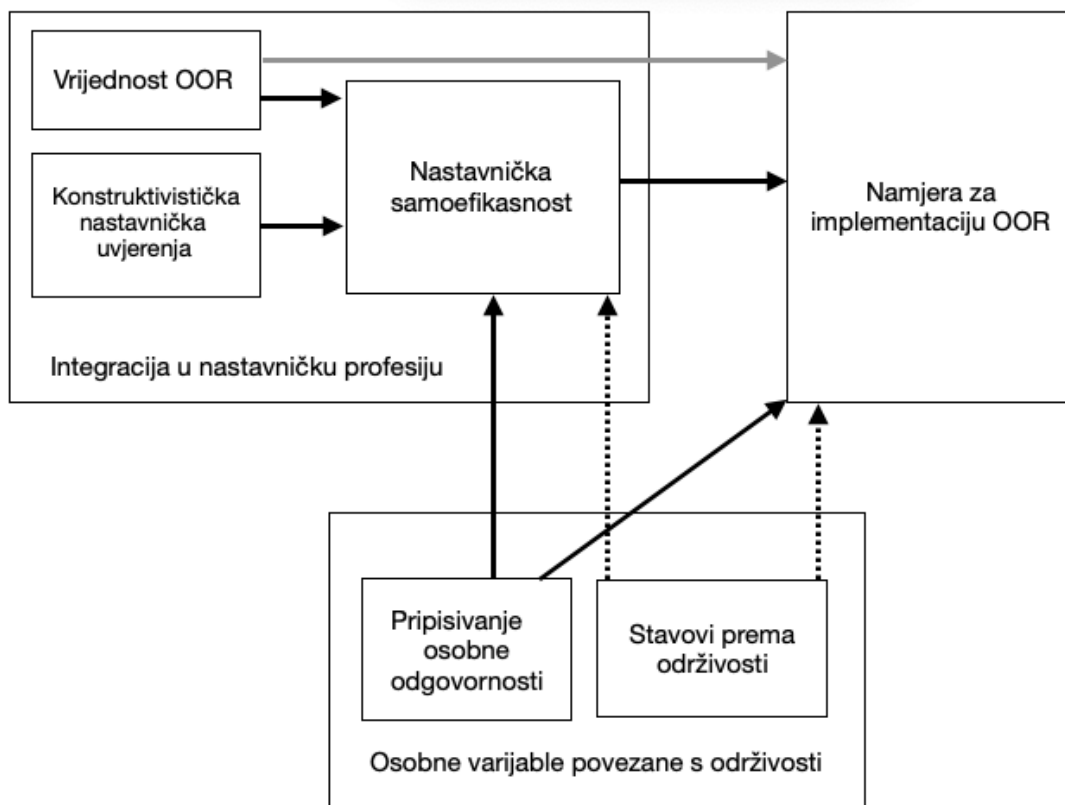 Vrijednost OOR
Konstruktivistička
nastavnička
uvjerenja
Nastavnička
samoefikasnost
Namjera za
implementaciju OOR
Integracija u nastavničku profesiju
Pripisivanje
osobne
odgovornosti
Stavovi prema
održivosti
Osobne varijable povezane s održivosti